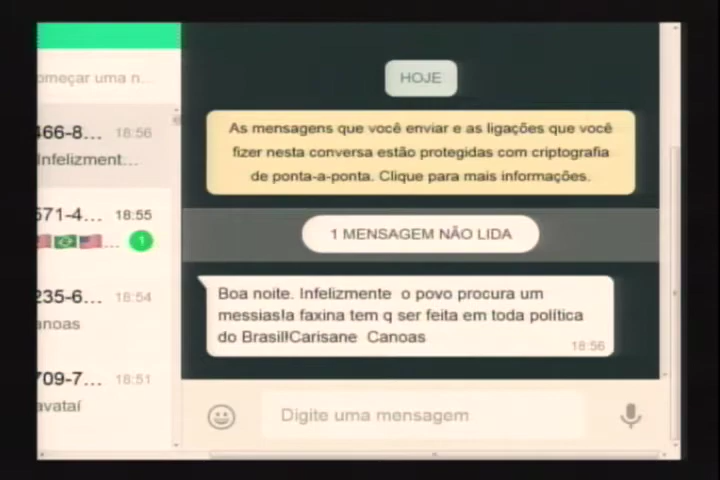 omeçar uma n...
466-8... 18:56
Infelizment...
571-4... 18:55
... 1
235-6... 18:54
anoas
709-7... 18:51
avataí
HOJE
As mensagens que você enviar e as ligações que você
fizer nesta conversa estão protegidas com criptografia
de ponta-a-ponta. Clique para mais informações.
1 MENSAGEM NÃO LIDA
Boa noite. Infelizmente  o povo procura um
messias!a faxina tem q ser feita em toda política
do Brasil!Carisane  Canoas
18:56
Digite uma mensagem